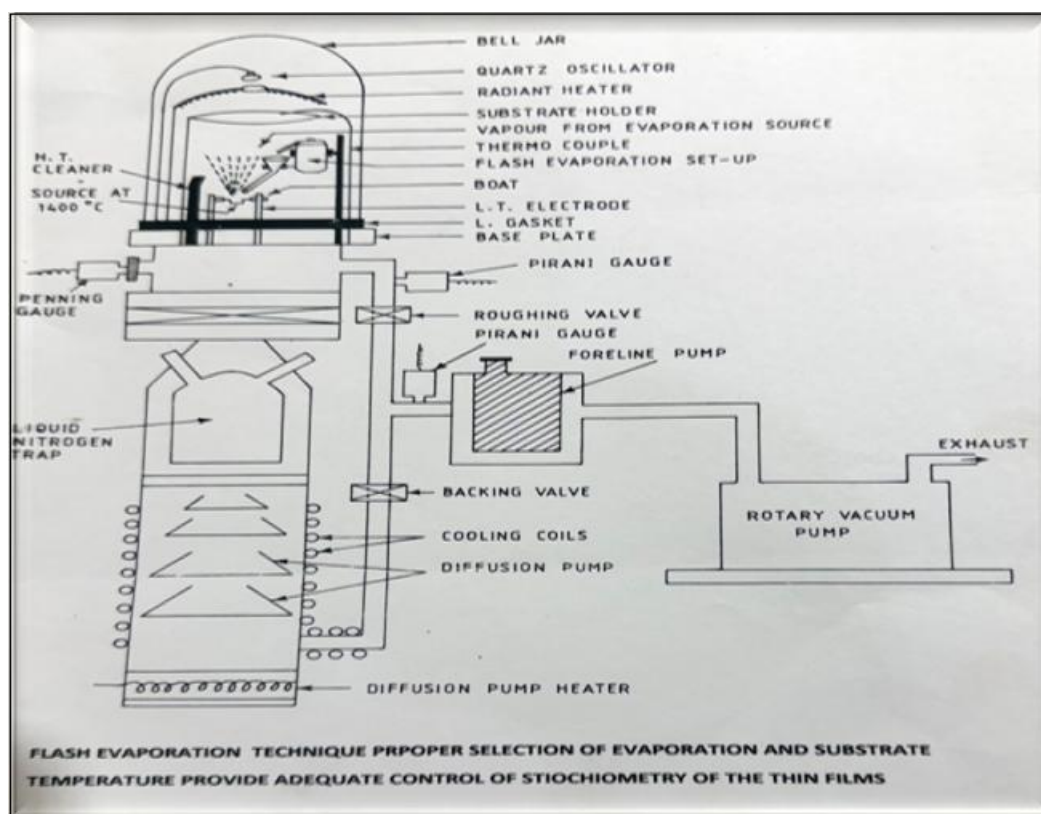 BELL JAR
QUARTZ OSCILLATOR
RADIANT HEATER
SUBSTRATE HOLDER
VAPOUR FROM EVAPORATION SOURCE
THERMO COUPLE
FLASH EVAPORATION SET-UP
BOAT
L.T. ELECTRODE
L. GASKET
BASE PLATE
H.T.
CLEANER
SOURCE AT
1400 °C
PENNING
GAUGE
PIRANI GAUGE
ROUGHING VALVE
PIRANI GAUGE
FORELINE PUMP
LIQUID
NITROGEN
TRAP
EXHAUST
BACKING VALVE
ROTARY VACUUM
PUMP
COOLING COILS
DIFFUSION PUMP
DIFFUSION PUMP HEATER
FLASH EVAPORATION TECHNIQUE PRPOPER SELECTION OF EVAPORATION AND SUBSTRATE
TEMPERATURE PROVIDE ADEQUATE CONTROL OF STIOCHIOMETRY OF THE THIN FILMS